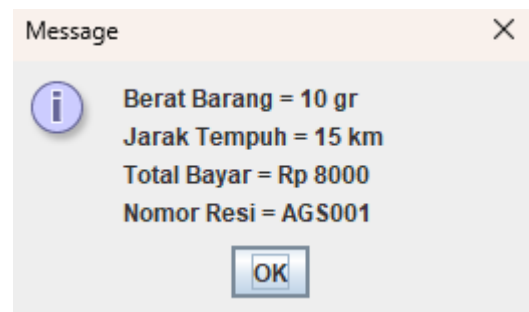 Message
Berat Barang = 10 gr
Jarak Tempuh = 15 km
Total Bayar = Rp 8000
Nomor Resi = AGS001
OK